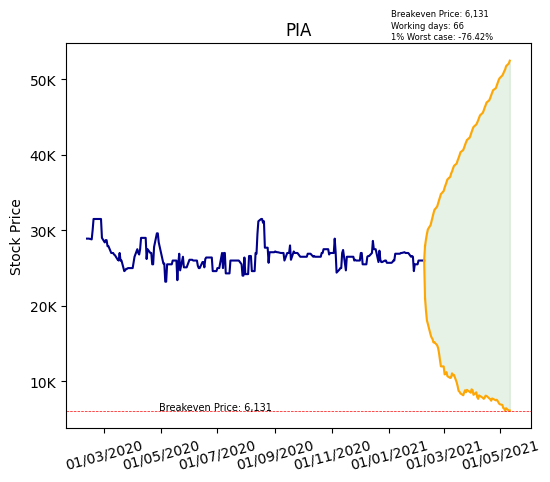 Breakeven Price: 6,131
Working days: 66
1% Worst case: -76.42%
PIA
Stock Price
50K
40K
30K
20K
10K
Breakeven Price: 6,131
01/03/2020
01/05/2020
01/07/2020
01/09/2020
01/11/2020
01/01/2021
01/03/2021
01/05/2021